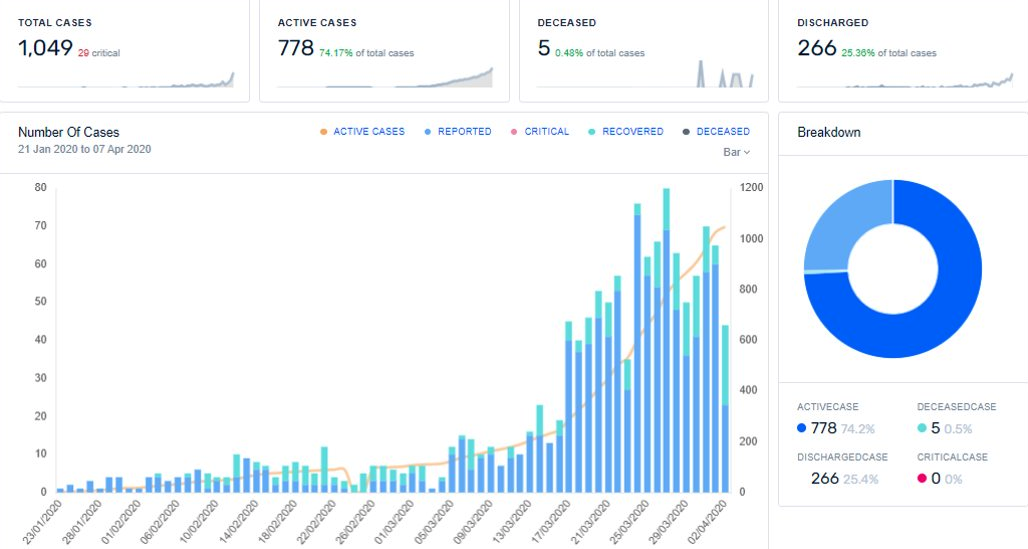 TOTAL CASES
1,049 29 critical
ACTIVE CASES
778 74.17% of total cases
DECEASED
5 0.48% of total cases
DISCHARGED
266 25.36% of total cases
Number Of Cases
21 Jan 2020 to 07 Apr 2020
ACTIVE CASES REPORTED CRITICAL RECOVERED DECEASED
Bar
80
70
60
50
40
30
20
10
0
1200
1000
800
600
400
200
0
23/01/2020 28/01/2020 01/02/2020 06/02/2020 10/02/2020 14/02/2020 18/02/2020 22/02/2020 26/02/2020 01/03/2020 05/03/2020 09/03/2020 13/03/2020 17/03/2020 21/03/2020 25/03/2020 29/03/2020 02/04/2020
Breakdown
ACTIVECASE
778 74.2%
DECEASEDCASE
5 0.5%
DISCHARGEDCASE
266 25.4%
CRITICALCASE
0 0%